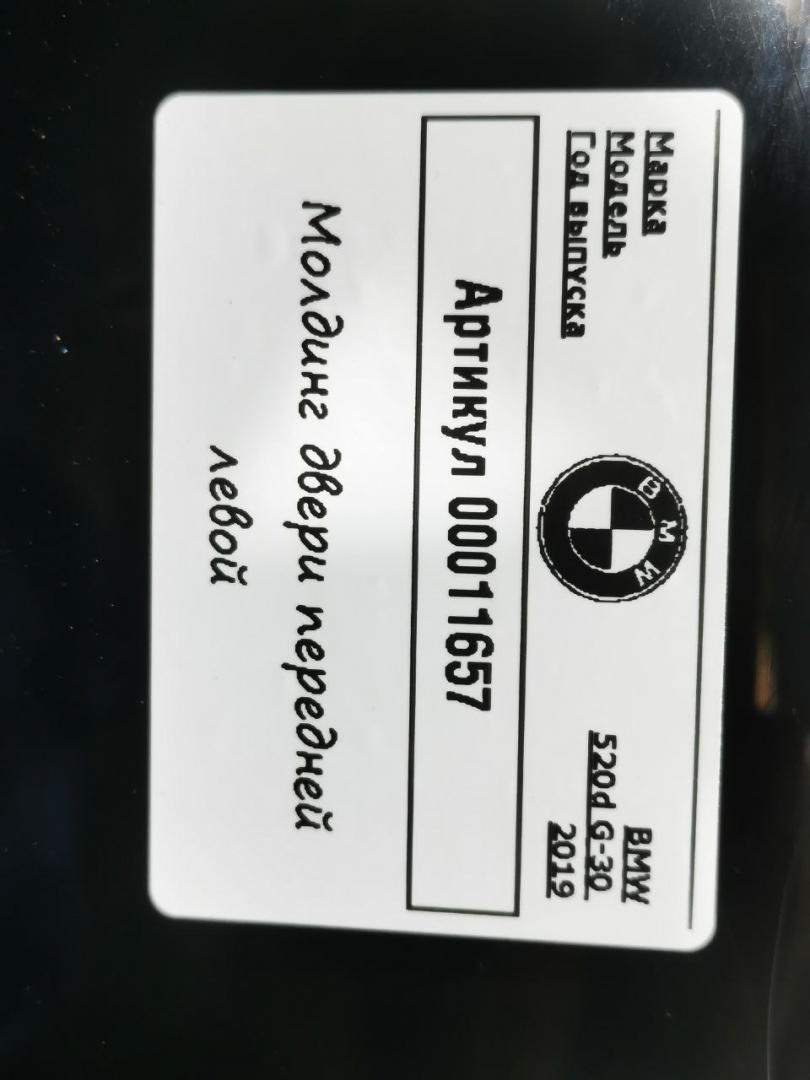 Марка BMW
Модель 520d G-30
Год выпуска 2019
BMW
Артикул 00011657
Молдинг двери передней
левой